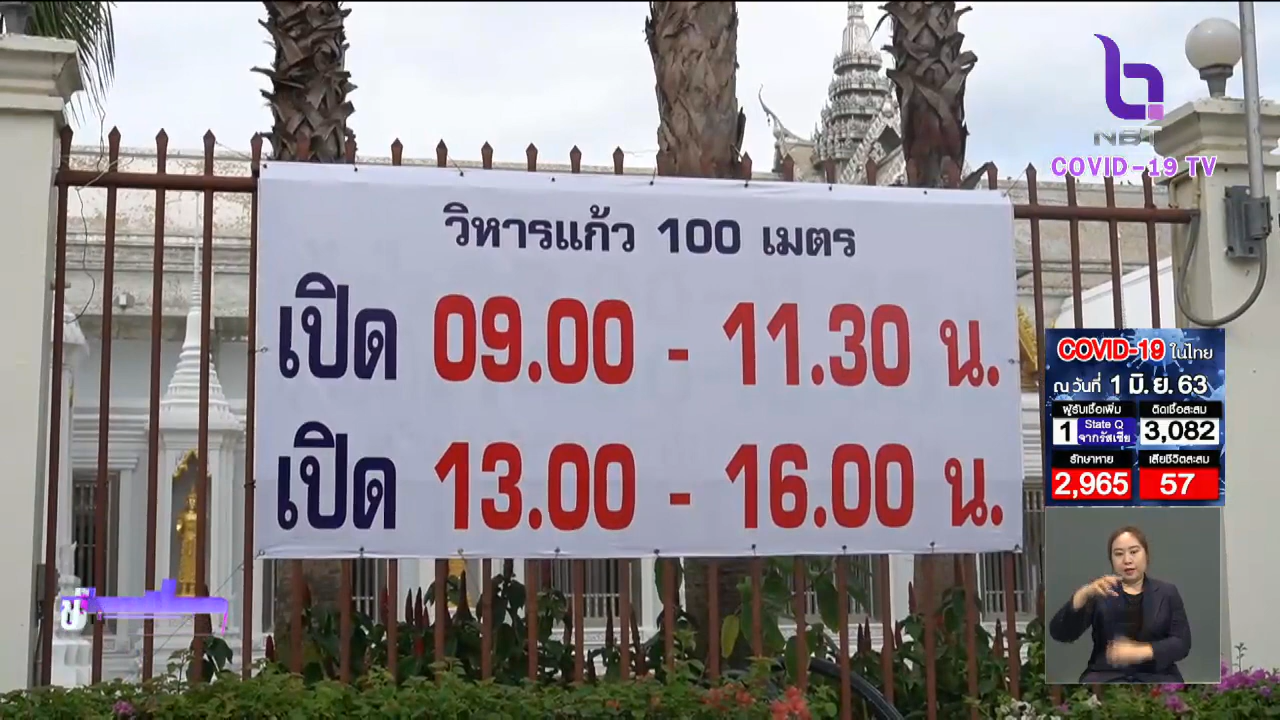 วิหารแก้ว 100 เมตร
เปิด 09.00 - 11.30 น.
เปิด 13.00 - 16.00 น.
NBT
COVID-19 TV
COVID-19 ในไทย
ณ วันที่ 1 มิ.ย. 63
ผู้รับเชื้อเพิ่ม ติดเชื้อสะสม
1 State Q จากรัสเซีย 3,082
รักษาหาย เสียชีวิตสะสม
2,965 57